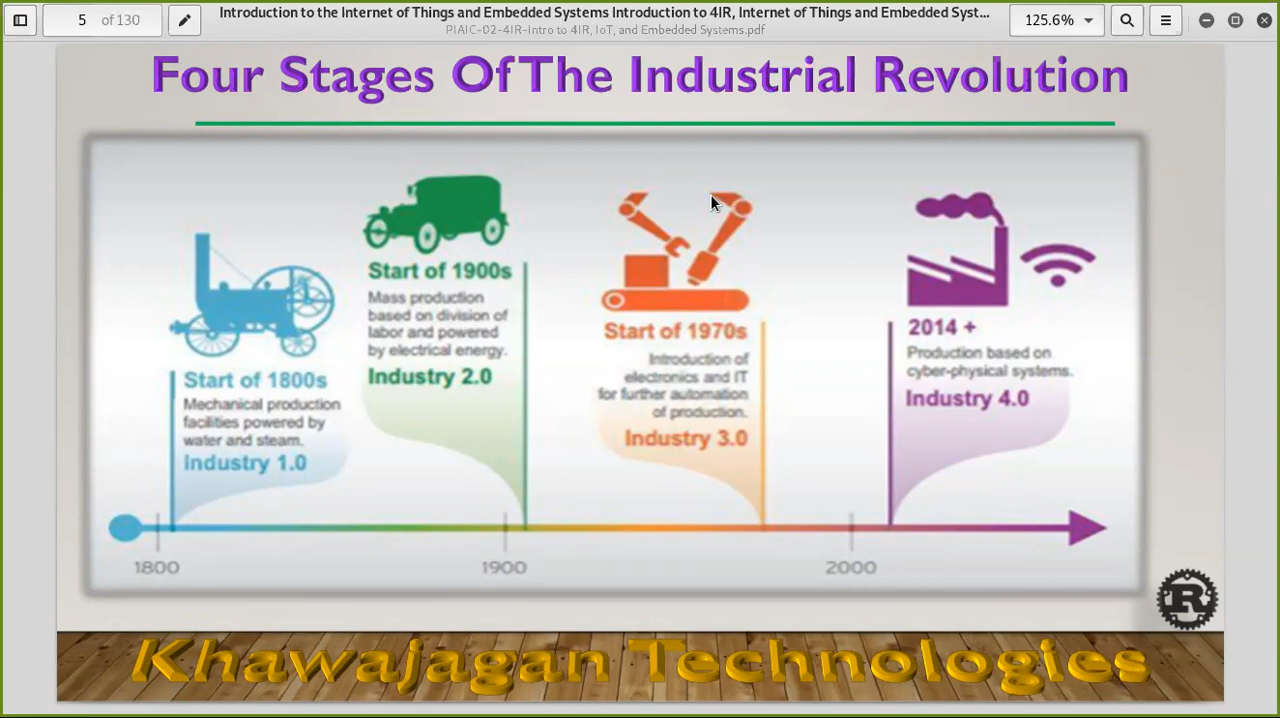 5 of 130
Introduction to the Internet of Things and Embedded Systems Introduction to 4IR, Internet of Things and Embedded Syst...
PIAIC-02-4IR-Intro to 4IR, IoT, and Embedded Systems.pdf
125.6%
Four Stages Of The Industrial Revolution
Start of 1800s
Mechanical production
facilities powered by
water and steam.
Industry 1.0
Start of 1900s
Mass production
based on division of
labor and powered
by electrical energy.
Industry 2.0
Start of 1970s
Introduction of
electronics and IT
for further automation
of production.
Industry 3.0
2014 +
Production based on
cyber-physical systems.
Industry 4.0
1800
1900
2000
R
Khawajagan Technologies